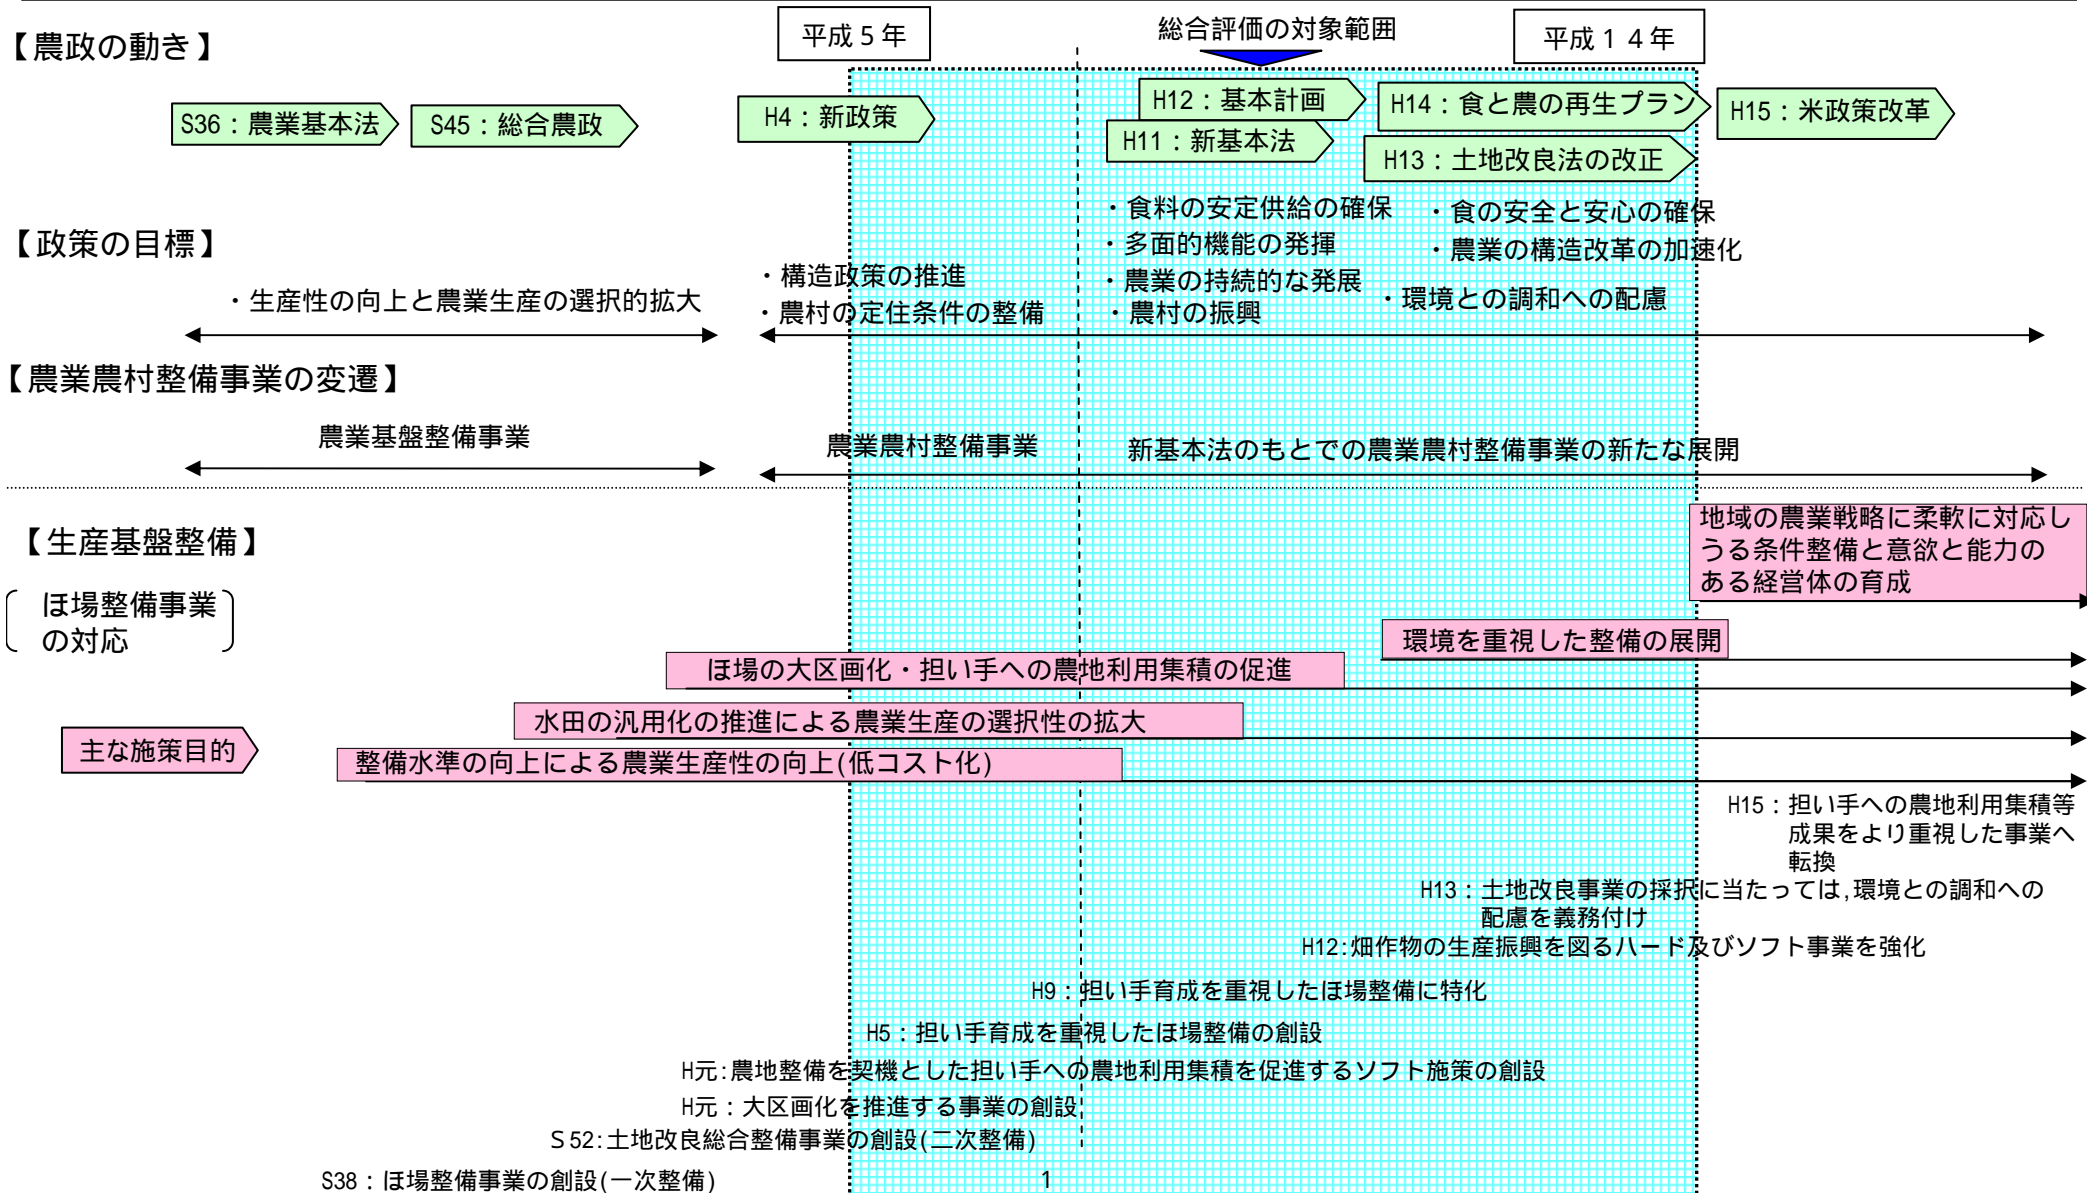 平成５年
総合評価の対象範囲
平成１４年
【農政の動き】
S36：農業基本法
S45：総合農政
H4：新政策
H12：基本計画
H11：新基本法
H14：食と農の再生プラン
H13：土地改良法の改正
H15：米政策改革
【政策の目標】
・生産性の向上と農業生産の選択的拡大
・構造政策の推進
・農村の定住条件の整備
・食料の安定供給の確保
・多面的機能の発揮
・農業の持続的な発展
・農村の振興
・食の安全と安心の確保
・農業の構造改革の加速化
・環境との調和への配慮
【農業農村整備事業の変遷】
農業基盤整備事業
農業農村整備事業
新基本法のもとでの農業農村整備事業の新たな展開
【生産基盤整備】
ほ場整備事業
の対応
地域の農業戦略に柔軟に対応し
うる条件整備と意欲と能力の
ある経営体の育成
環境を重視した整備の展開
ほ場の大区画化・担い手への農地利用集積の促進
水田の汎用化の推進による農業生産の選択性の拡大
主な施策目的
整備水準の向上による農業生産性の向上(低コスト化)
H15：担い手への農地利用集積等
成果をより重視した事業へ
転換
H13：土地改良事業の採択に当たっては,環境との調和への
配慮を義務付け
H12:畑作物の生産振興を図るハード及びソフト事業を強化
H9：担い手育成を重視したほ場整備に特化
H5：担い手育成を重視したほ場整備の創設
H元:農地整備を契機とした担い手への農地利用集積を促進するソフト施策の創設
H元：大区画化を推進する事業の創設
Ｓ52:土地改良総合整備事業の創設(二次整備)
S38：ほ場整備事業の創設(一次整備)
1